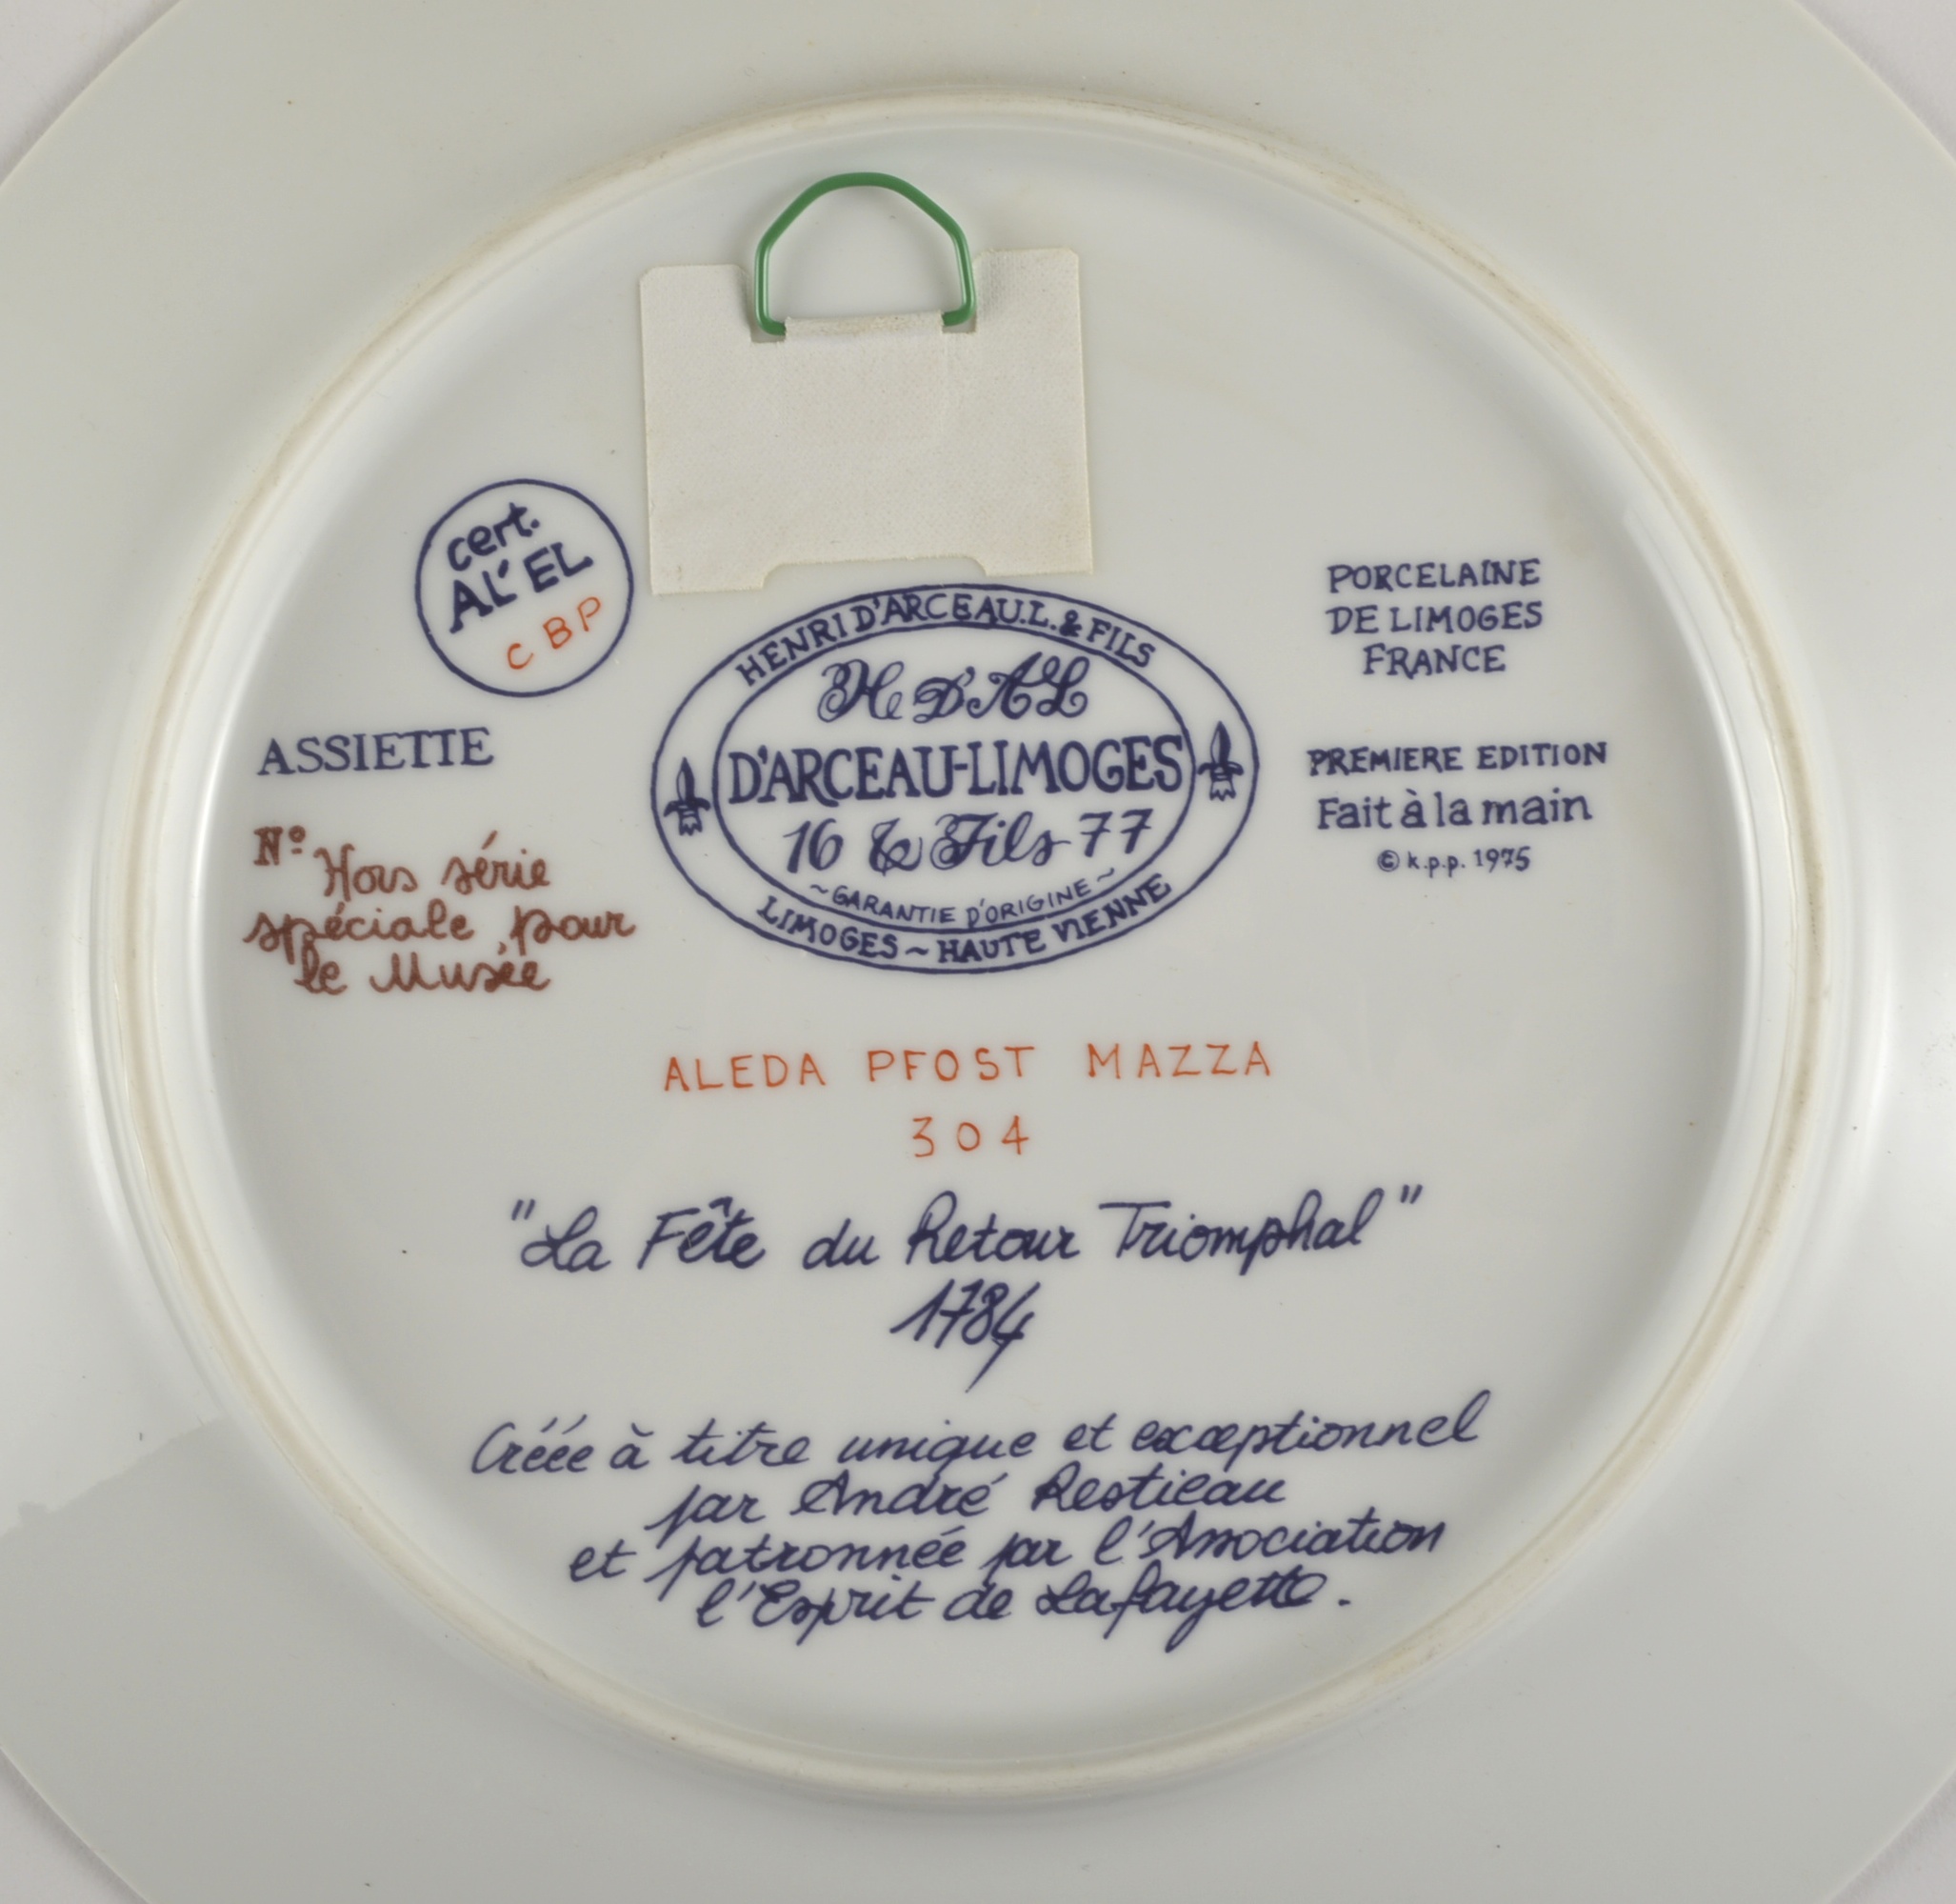 cert.
AL'EL
C B P
HENRI D'ARCEAU.L.& FILS
H D'A L
D'ARCEAU-LIMOGES
16 & Fils 77
~GARANTIE D'ORIGINE~
LIMOGES ~ HAUTE VIENNE
PORCELAINE
DE LIMOGES
FRANCE
ASSIETTE
PREMIERE EDITION
Fait à la main
© k.p.p. 1975
Nº Hors série
spéciale pour
le Musée
ALEDA PFOST MAZZA
304
"La Fête du Retour Triomphal"
1784
Créée à titre unique et exceptionnel
par André Restieau
et patronnée par l'Association
l'Esprit de Lafayette.